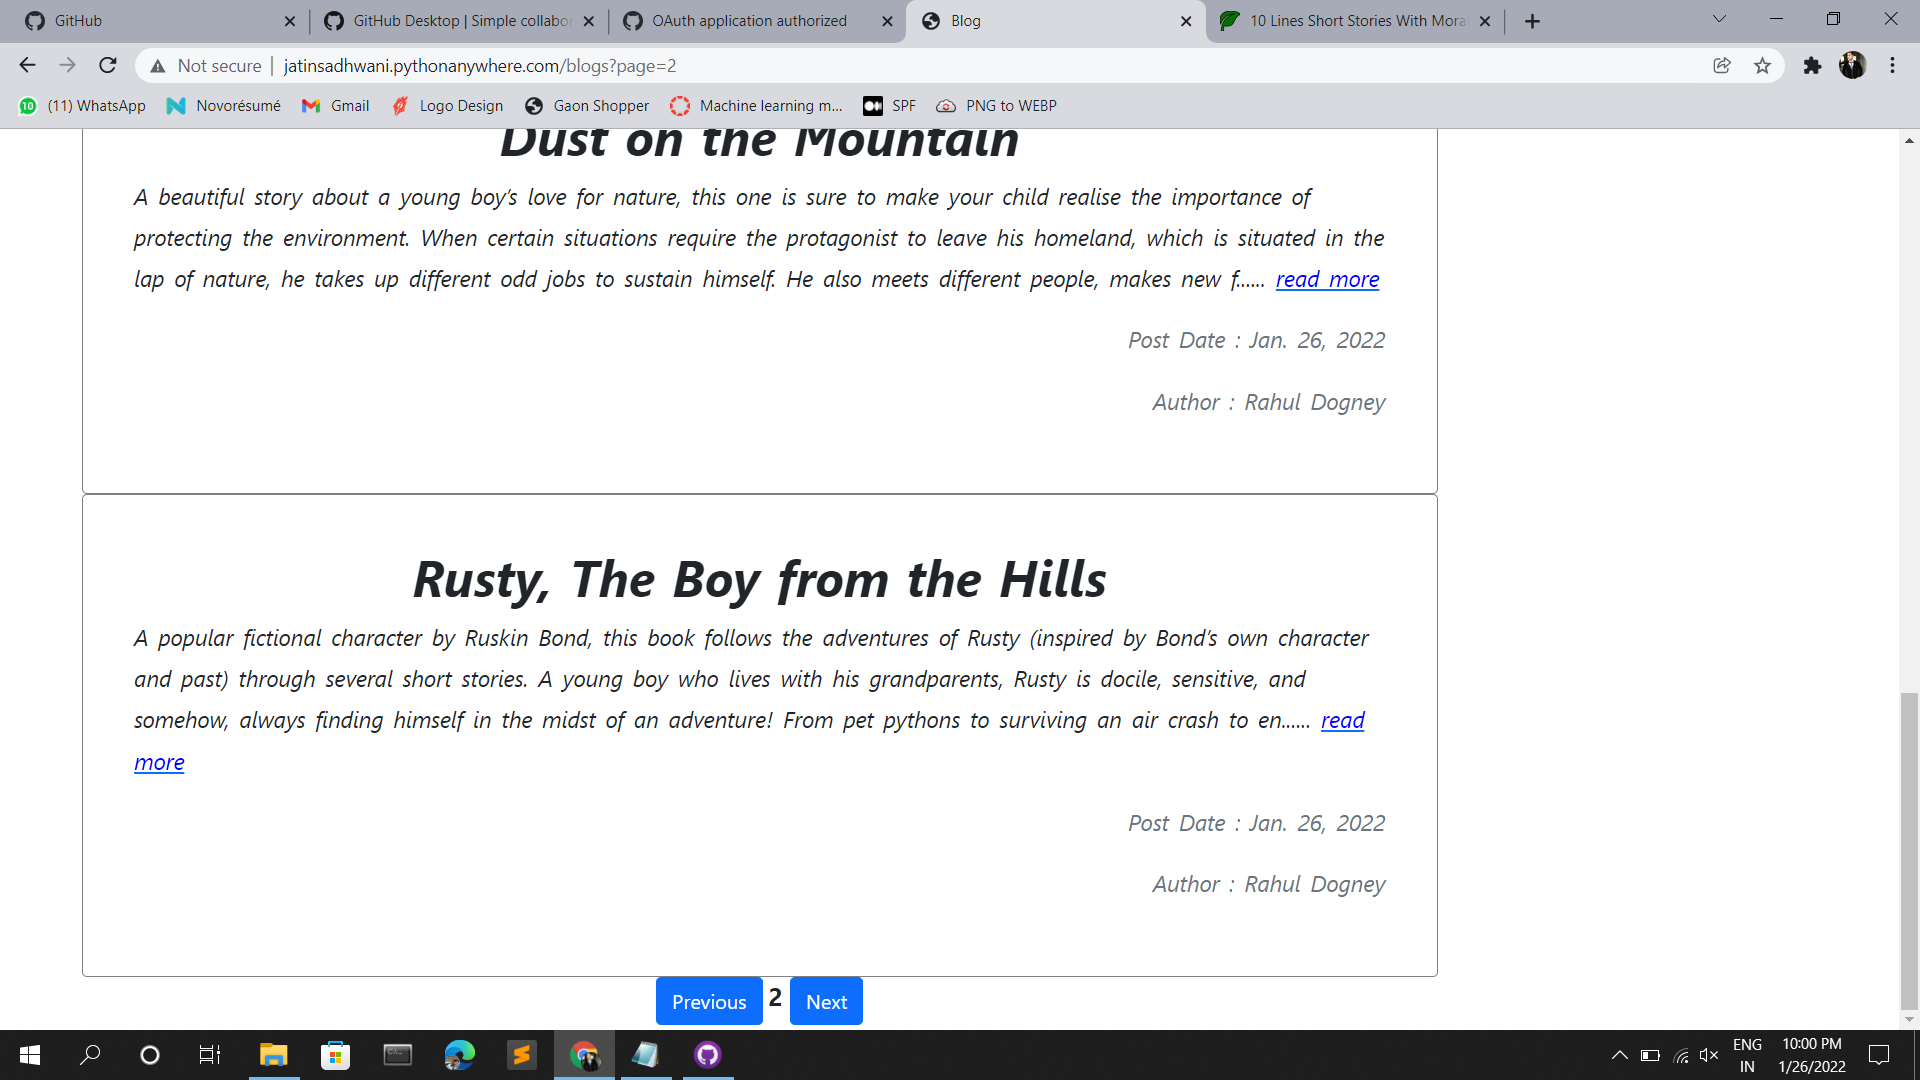 GitHub
GitHub Desktop | Simple collabor
OAuth application authorized
Blog
10 Lines Short Stories With Mora
Not secure
jatinsadhwani.pythonanywhere.com/blogs?page=2
10
(11) WhatsApp
Novorésumé
Gmail
Logo Design
Gaon Shopper
Machine learning m...
SPF
PNG to WEBP
Dust on the Mountain
A beautiful story about a young boy’s love for nature, this one is sure to make your child realise the importance of
protecting the environment. When certain situations require the protagonist to leave his homeland, which is situated in the
lap of nature, he takes up different odd jobs to sustain himself. He also meets different people, makes new f...... read more
Post Date : Jan. 26, 2022
Author : Rahul Dogney
Rusty, The Boy from the Hills
A popular fictional character by Ruskin Bond, this book follows the adventures of Rusty (inspired by Bond’s own character
and past) through several short stories. A young boy who lives with his grandparents, Rusty is docile, sensitive, and
somehow, always finding himself in the midst of an adventure! From pet pythons to surviving an air crash to en...... read
more
Post Date : Jan. 26, 2022
Author : Rahul Dogney
Previous 2 Next
ENG
IN
10:00 PM
1/26/2022